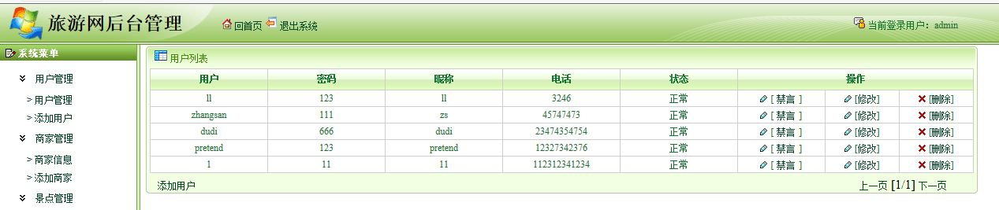 旅游网后台管理 回首页 退出系统 当前登录用户：admin
系统菜单
用户管理
>用户管理
>添加用户
商家管理
>商家信息
>添加商家
景点管理
用户列表
用户 密码 昵称 电话 状态 操作
ll 123 ll 3246 正常 [ 禁言 ] [修改] [删除]
zhangsan 111 zs 45747473 正常 [ 禁言 ] [修改] [删除]
dudi 666 dudi 23474354754 正常 [ 禁言 ] [修改] [删除]
pretend 123 pretend 12327342376 正常 [ 禁言 ] [修改] [删除]
1 11 11 112312341234 正常 [ 禁言 ] [修改] [删除]
添加用户 上一页 [1/1] 下一页